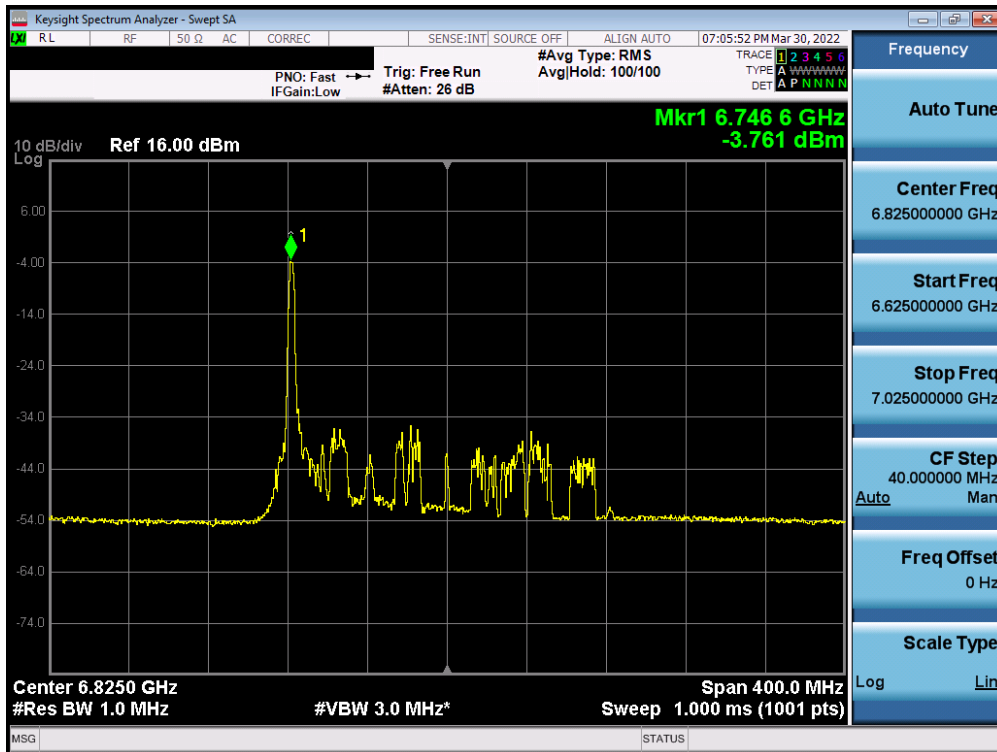 Keysight Spectrum Analyzer - Swept SA
LXI RL RF 50 Ω AC CORREC SENSE:INT SOURCE OFF ALIGN AUTO 07:05:52 PM Mar 30, 2022
PNO: Fast
IFGain:Low
Trig: Free Run
#Atten: 26 dB
#Avg Type: RMS
Avg|Hold: 100/100
TRACE 1 2 3 4 5 6
TYPE A WWWWWW
DET A P N N N N
Mkr1 6.746 6 GHz
-3.761 dBm
10 dB/div Ref 16.00 dBm
Log
1
6.00
-4.00
-14.0
-24.0
-34.0
-44.0
-54.0
-64.0
-74.0
Center 6.8250 GHz Span 400.0 MHz
#Res BW 1.0 MHz #VBW 3.0 MHz* Sweep 1.000 ms (1001 pts)
MSG STATUS
Frequency
Auto Tune
Center Freq
6.825000000 GHz
Start Freq
6.625000000 GHz
Stop Freq
7.025000000 GHz
CF Step
40.000000 MHz
Auto Man
Freq Offset
0 Hz
Scale Type
Log Lin